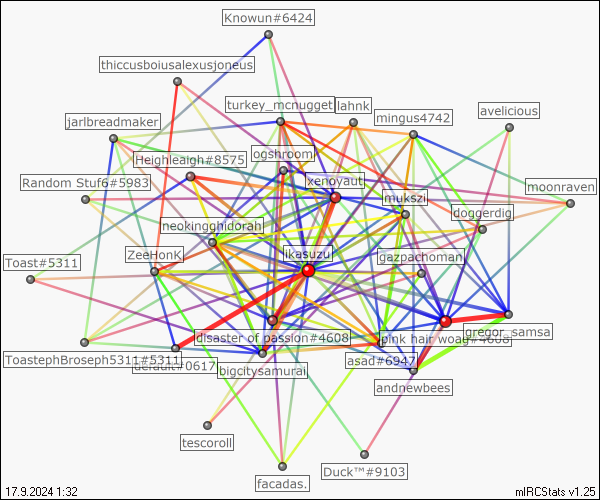 Knowun#6424
thiccusboiusalexusjoneus
turkey_mcnugget
lahnk
mingus4742
avelicious
jarlbreadmaker
Heighleigh#8575
logshroom
xenoyaut
Random Stuf6#5983
mukszi
moonraven
doggerdig
neokingghidorah
ZeeHonK
ikasuzu
gazpachoman
Toast#5311
disaster of passion#4608
pink hair woag#4608
gregor_samsa
ToastephBroseph5311#5311
default#0617
bigcitysamurai
asad#6947
andnewbees
tescoroll
facadas.
Duck™#9103
17.9.2024 1:32
mIRCStats v1.25